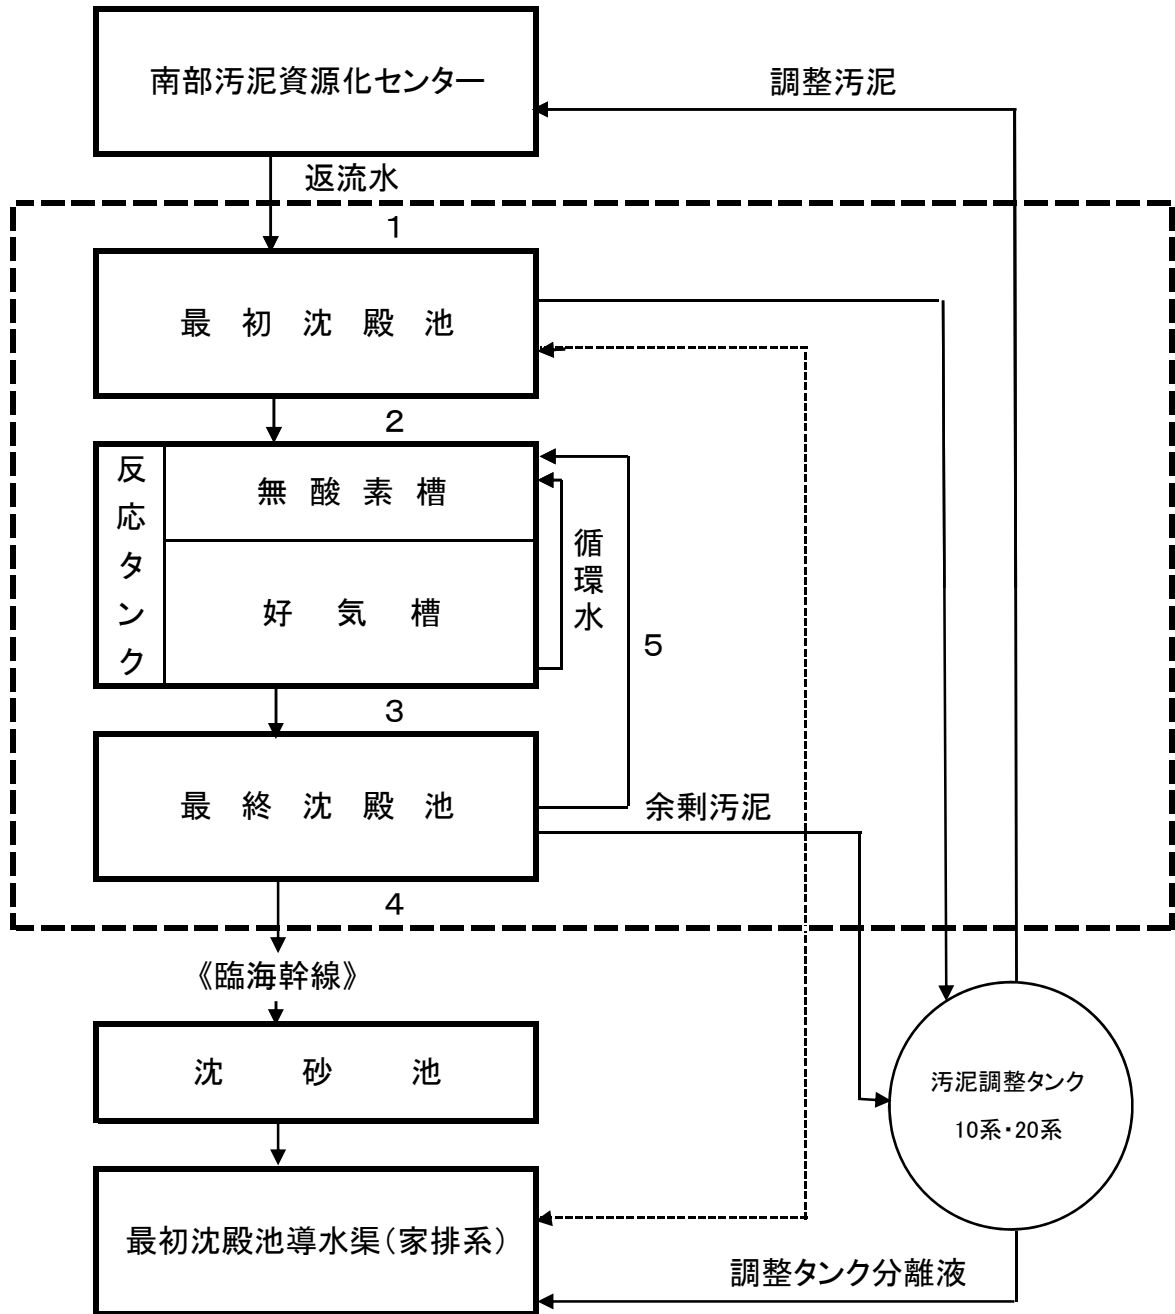 南部汚泥資源化センター
調整汚泥
返流水
1
最初沈殿池
2
反応タンク
無酸素槽
循環水
好気槽
5
3
最終沈殿池
余剰汚泥
4
《臨海幹線》
沈砂池
汚泥調整タンク
10系・20系
最初沈殿池導水渠(家排系)
調整タンク分離液